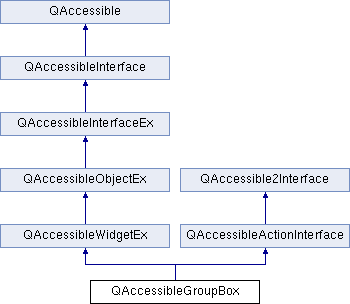 QAccessible
QAccessibleInterface
QAccessibleInterfaceEx
QAccessibleObjectEx
QAccessible2Interface
QAccessibleWidgetEx
QAccessibleActionInterface
QAccessibleGroupBox